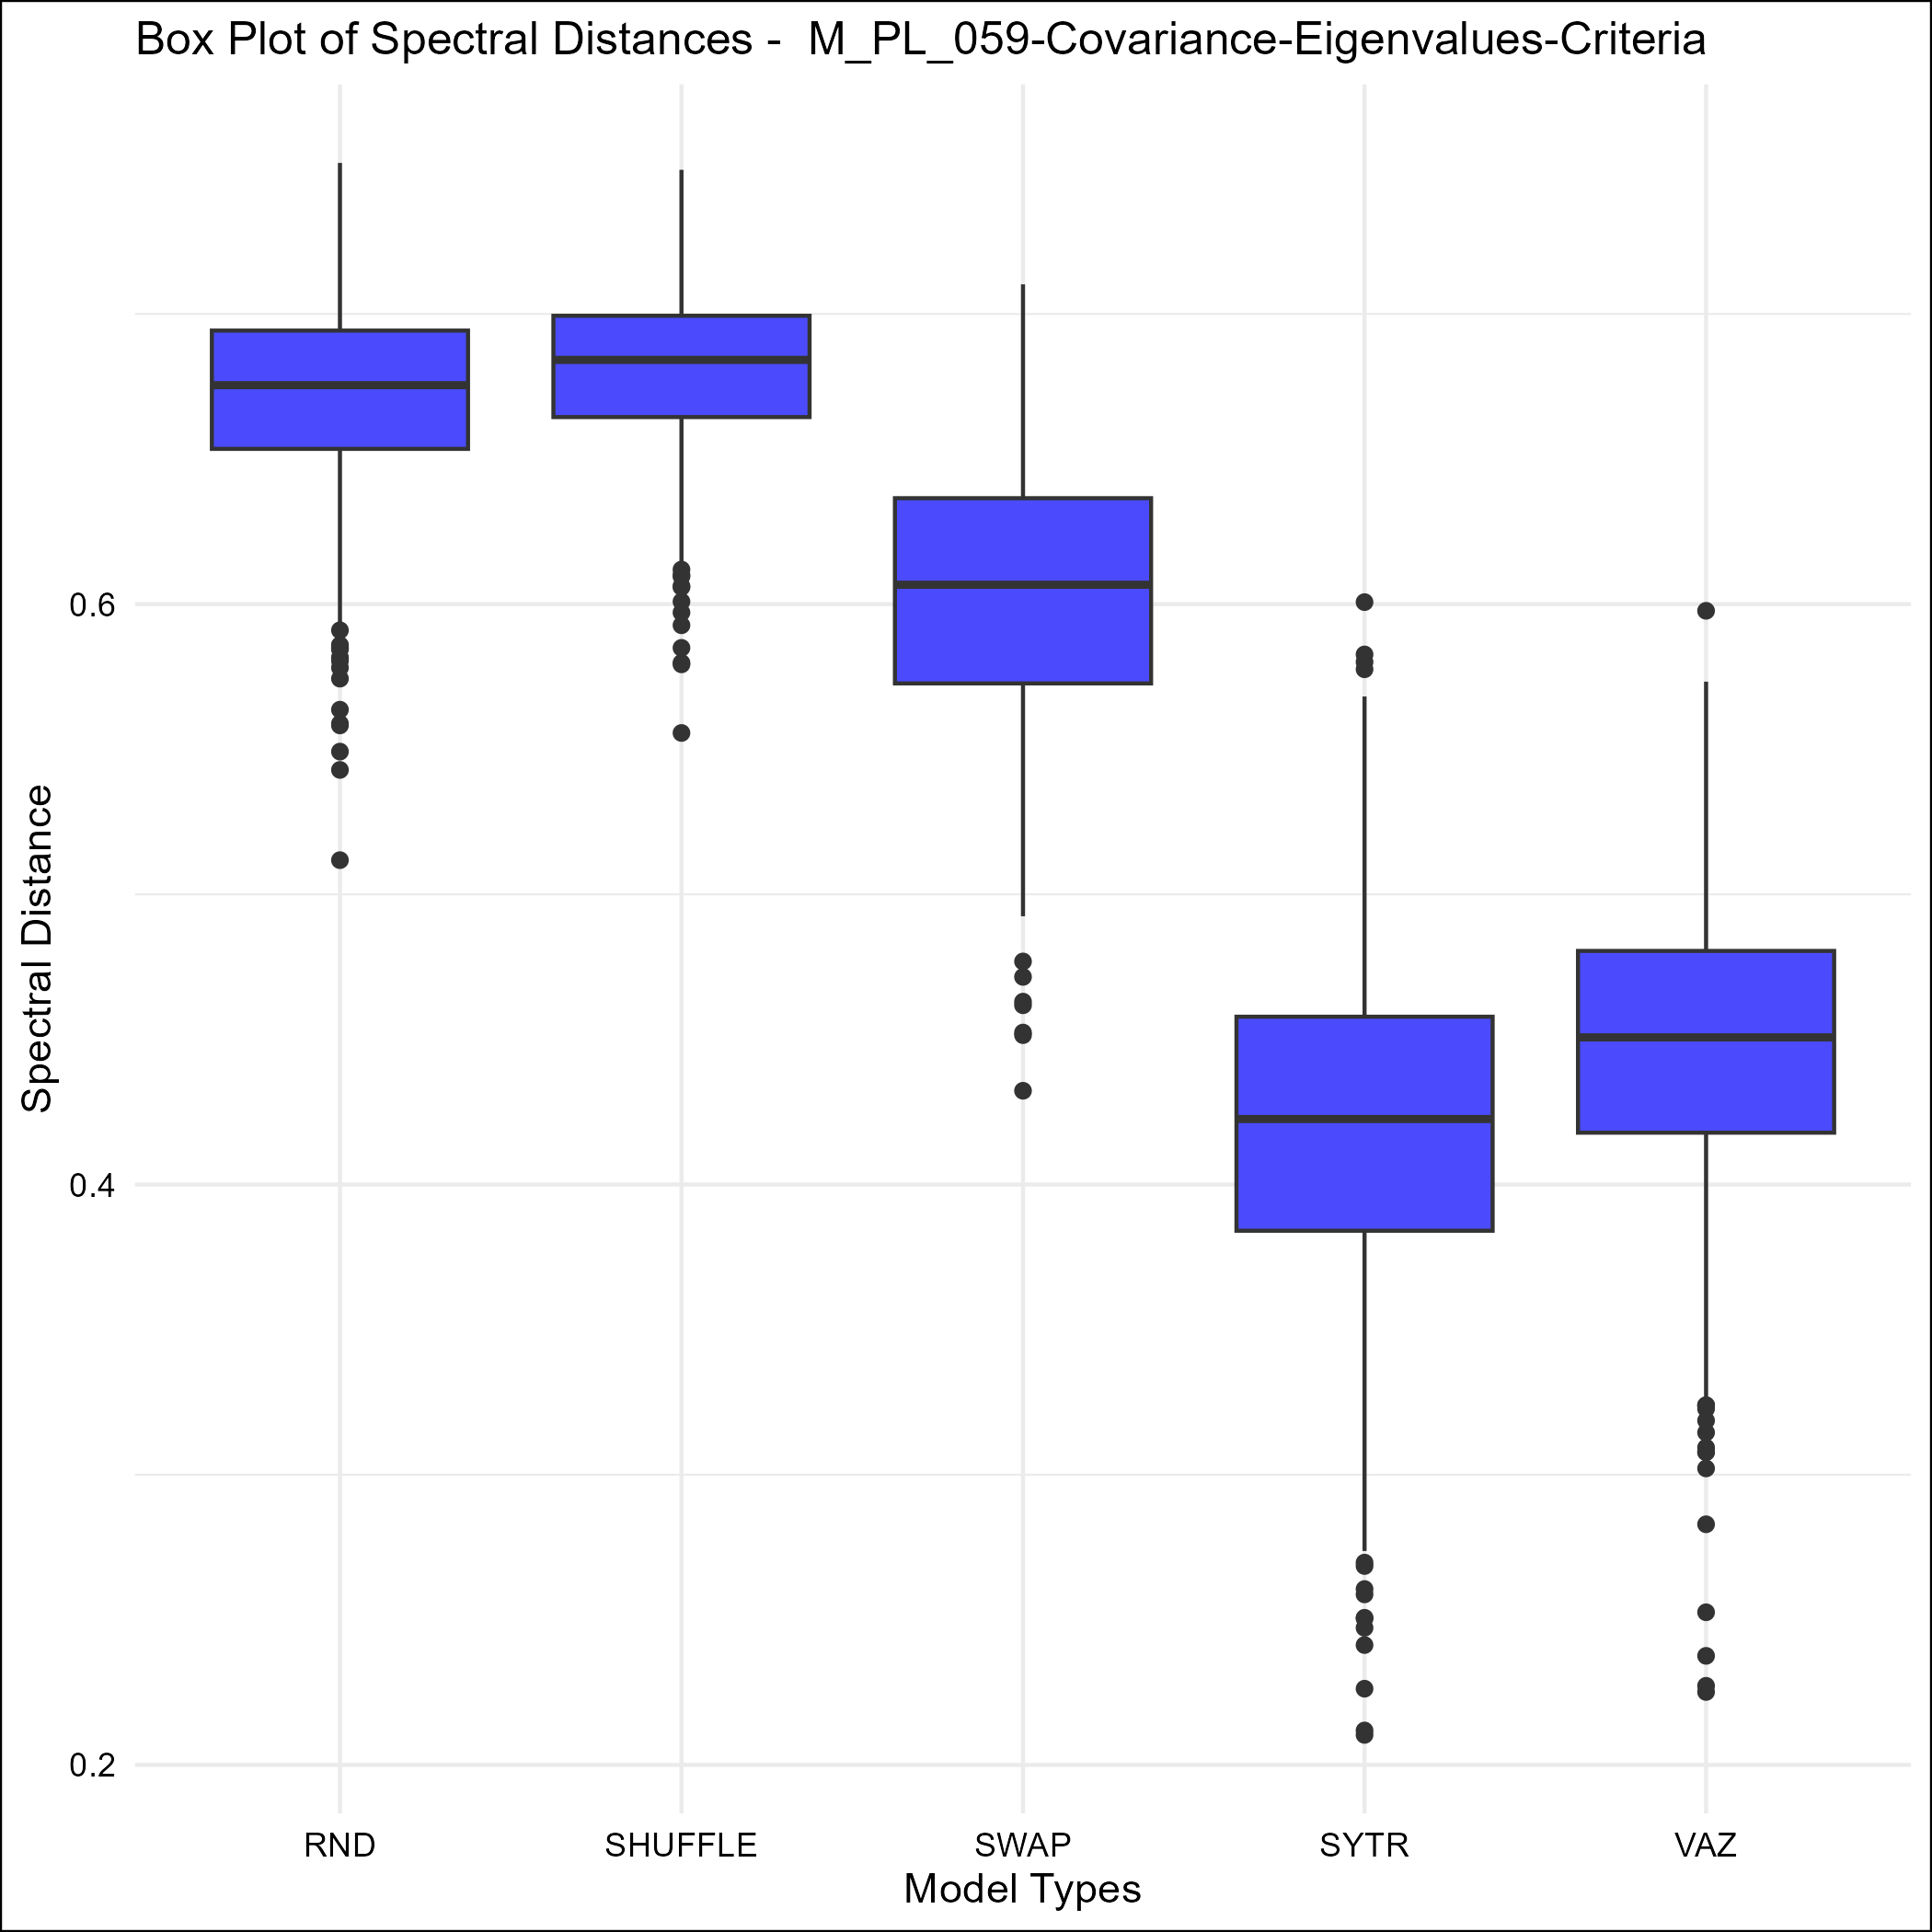 Box Plot of Spectral Distances -  M_PL_059-Covariance-Eigenvalues-Criteria
Spectral Distance
0.6
0.4
0.2
RND SHUFFLE SWAP SYTR VAZ
Model Types